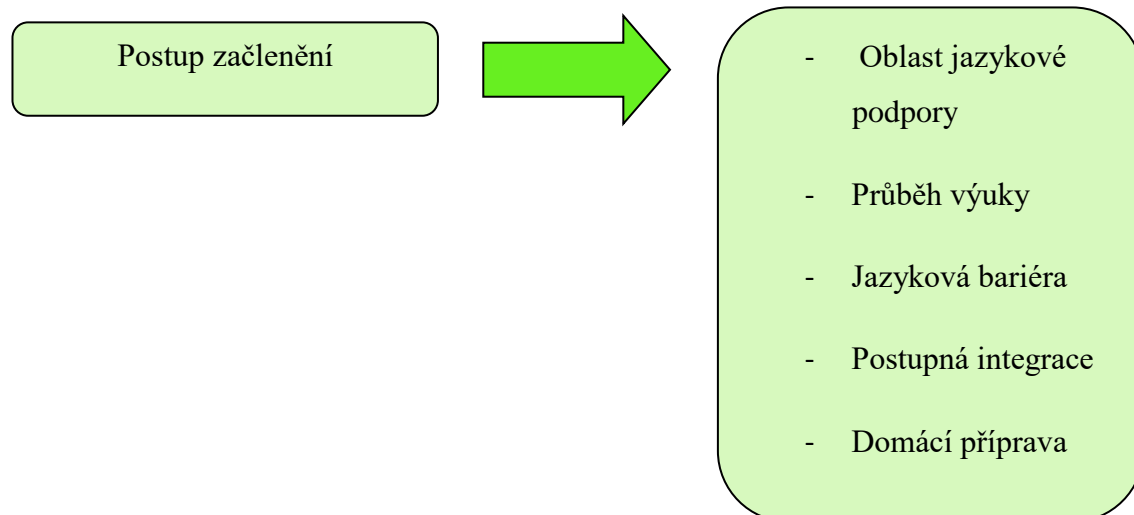 Postup začlenění
- Oblast jazykové
podpory
- Průběh výuky
- Jazyková bariéra
- Postupná integrace
- Domácí příprava